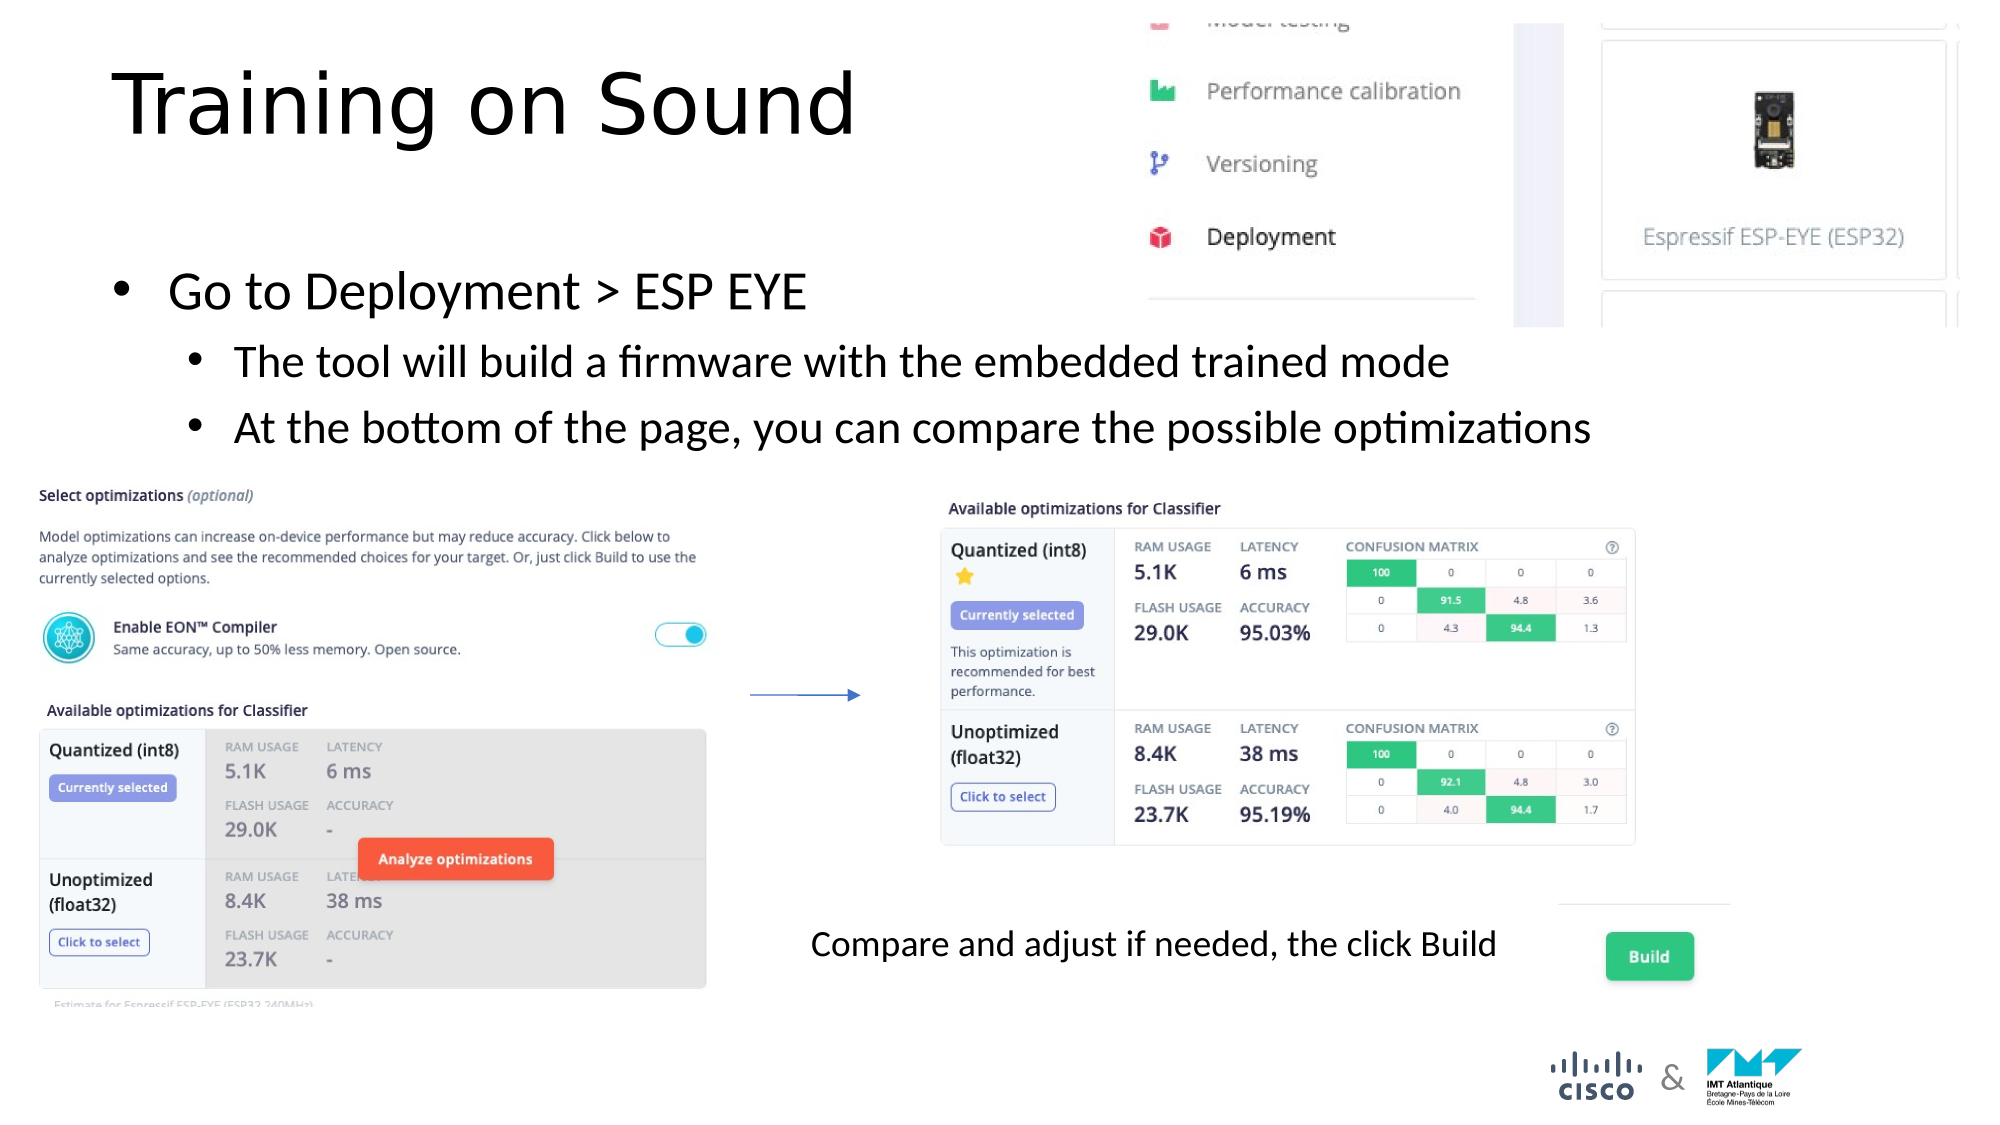 Training on Sound
Model testing
Performance calibration
Versioning
Deployment
Espressif ESP-EYE (ESP32)
• Go to Deployment > ESP EYE
• The tool will build a firmware with the embedded trained mode
• At the bottom of the page, you can compare the possible optimizations
Select optimizations (optional)
Model optimizations can increase on-device performance but may reduce accuracy. Click below to
analyze optimizations and see the recommended choices for your target. Or, just click Build to use the
currently selected options.
Enable EON™ Compiler
Same accuracy, up to 50% less memory. Open source.
Available optimizations for Classifier
Quantized (int8)
Currently selected
RAM USAGE LATENCY
5.1K 6 ms
FLASH USAGE ACCURACY
29.0K -
Analyze optimizations
Unoptimized
(float32)
Click to select
RAM USAGE
8.4K 38 ms
FLASH USAGE ACCURACY
23.7K -
Estimate for Espressif ESP-EYE (ESP32 240MHz)
Available optimizations for Classifier
Quantized (int8)
Currently selected
This optimization is
recommended for best
performance.
RAM USAGE LATENCY CONFUSION MATRIX
5.1K 6 ms
FLASH USAGE ACCURACY
29.0K 95.03%
100 0 0 0
0 91.5 4.8 3.6
0 4.3 94.4 1.3
Unoptimized
(float32)
Click to select
RAM USAGE LATENCY CONFUSION MATRIX
8.4K 38 ms
FLASH USAGE ACCURACY
23.7K 95.19%
100 0 0 0
0 92.1 4.8 3.0
0 4.0 94.4 1.7
Compare and adjust if needed, the click Build
Build
CISCO & IMT Atlantique
Bretagne-Pays de la Loire
École Mines-Télécom